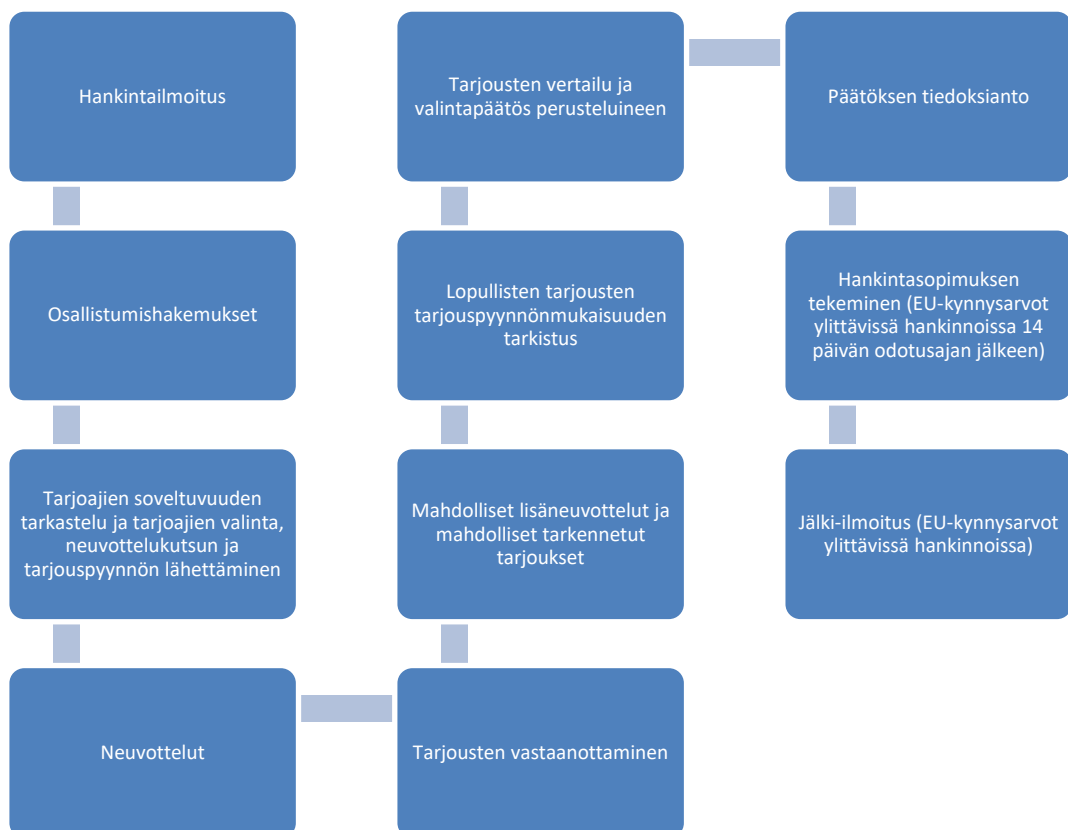 Hankintailmoitus
Osallistumishakemukset
Tarjoajien soveltuvuuden
tarkastelu ja tarjoajien valinta,
neuvottelukutsun ja
tarjouspyynnön lähettäminen
Neuvottelut
Tarjousten vastaanottaminen
Mahdolliset lisäneuvottelut ja
mahdolliset tarkennetut
tarjoukset
Lopullisten tarjousten
tarjouspyynnönmukaisuuden
tarkistus
Tarjousten vertailu ja
valintapäätös perusteluineen
Päätöksen tiedoksianto
Hankintasopimuksen
tekeminen (EU-kynnysarvot
ylittävissä hankinnoissa 14
päivän odotusajan jälkeen)
Jälki-ilmoitus (EU-kynnysarvot
ylittävissä hankinnoissa)